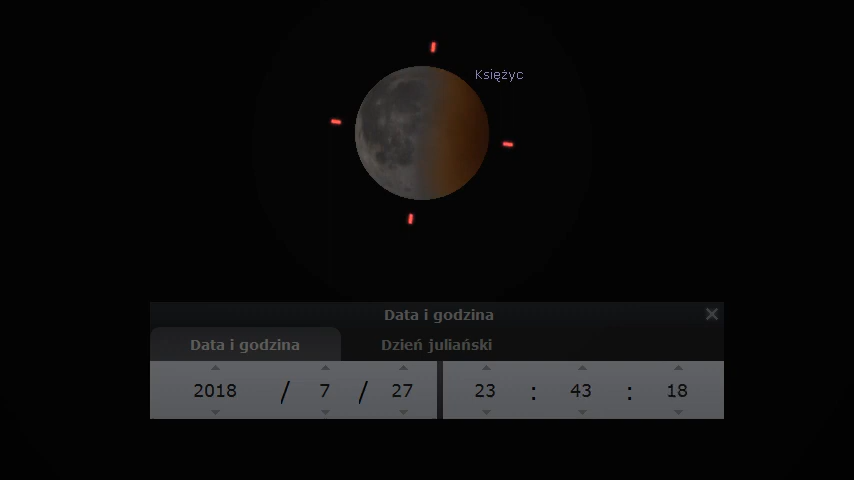 Księżyc
Data i godzina
Data i godzina Dzień juliański
2018 / 7 / 27 23 : 43 : 18